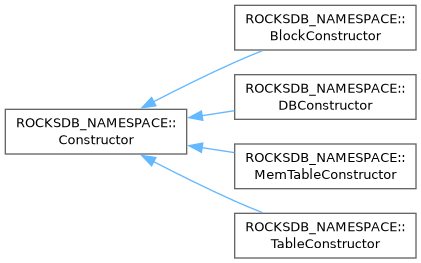 ROCKSDB_NAMESPACE::
BlockConstructor
ROCKSDB_NAMESPACE::
DBConstructor
ROCKSDB_NAMESPACE::
Constructor
ROCKSDB_NAMESPACE::
MemTableConstructor
ROCKSDB_NAMESPACE::
TableConstructor